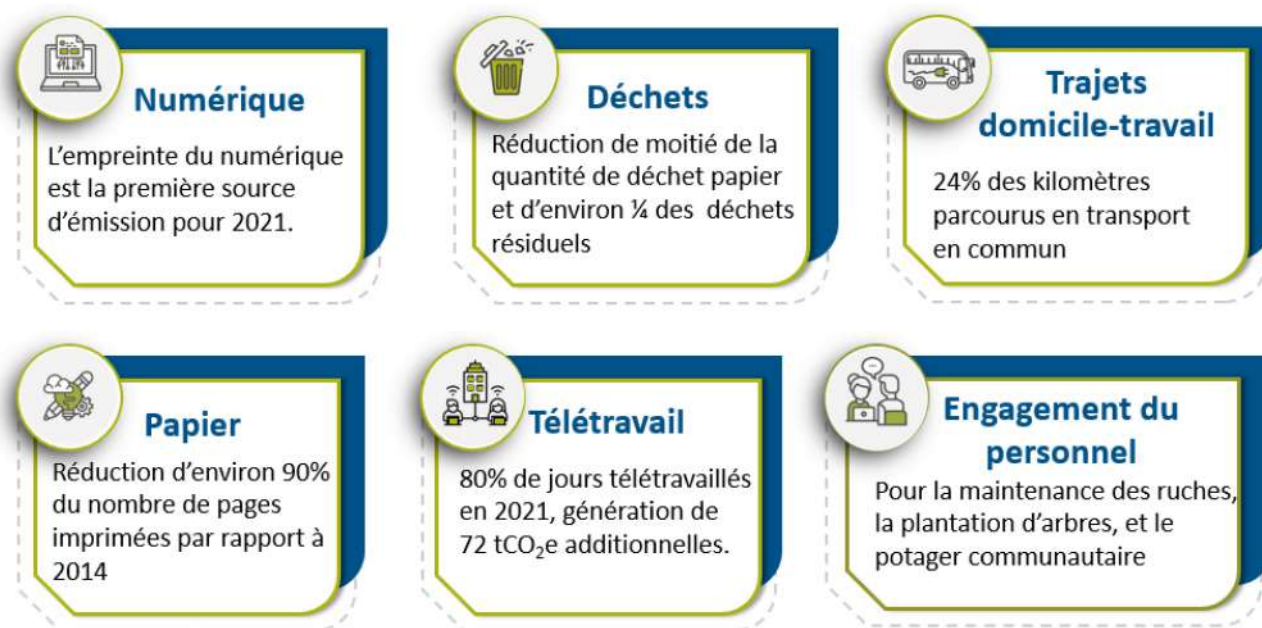 Numérique
L'empreinte du numérique
est la première source
d'émission pour 2021.
Déchets
Réduction de moitié de la
quantité de déchet papier
et d'environ ¼ des déchets
résiduels
Trajets
domicile-travail
24% des kilomètres
parcourus en transport
en commun
Papier
Réduction d'environ 90%
du nombre de pages
imprimées par rapport à
2014
Télétravail
80% de jours télétravaillés
en 2021, génération de
72 tCO₂e additionnelles.
Engagement du
personnel
Pour la maintenance des ruches,
la plantation d'arbres, et le
potager communautaire